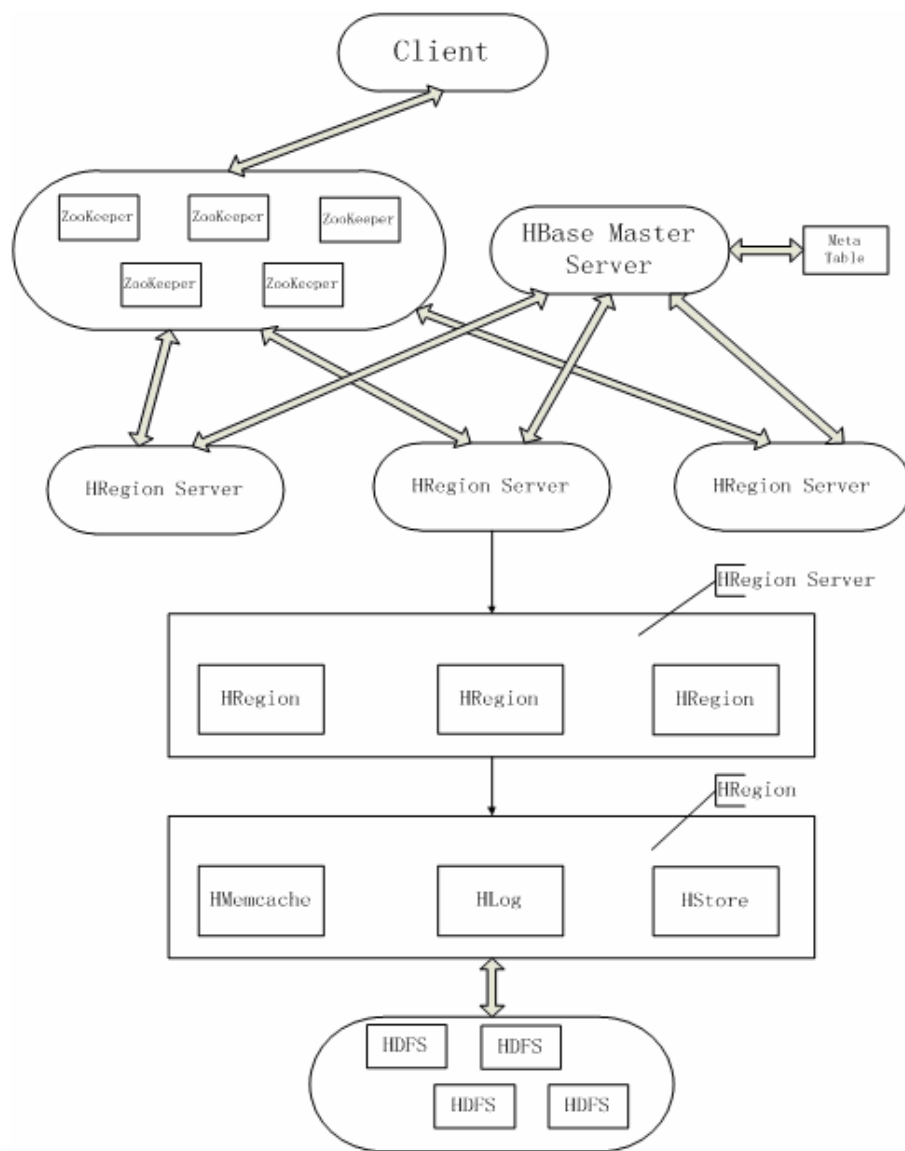 Client
ZooKeeper
ZooKeeper
ZooKeeper
ZooKeeper
ZooKeeper
HBase Master
Server
Meta
Table
HRegion Server
HRegion Server
HRegion Server
HRegion Server
HRegion
HRegion
HRegion
HRegion
HMemcache
HLog
HStore
HDFS
HDFS
HDFS
HDFS